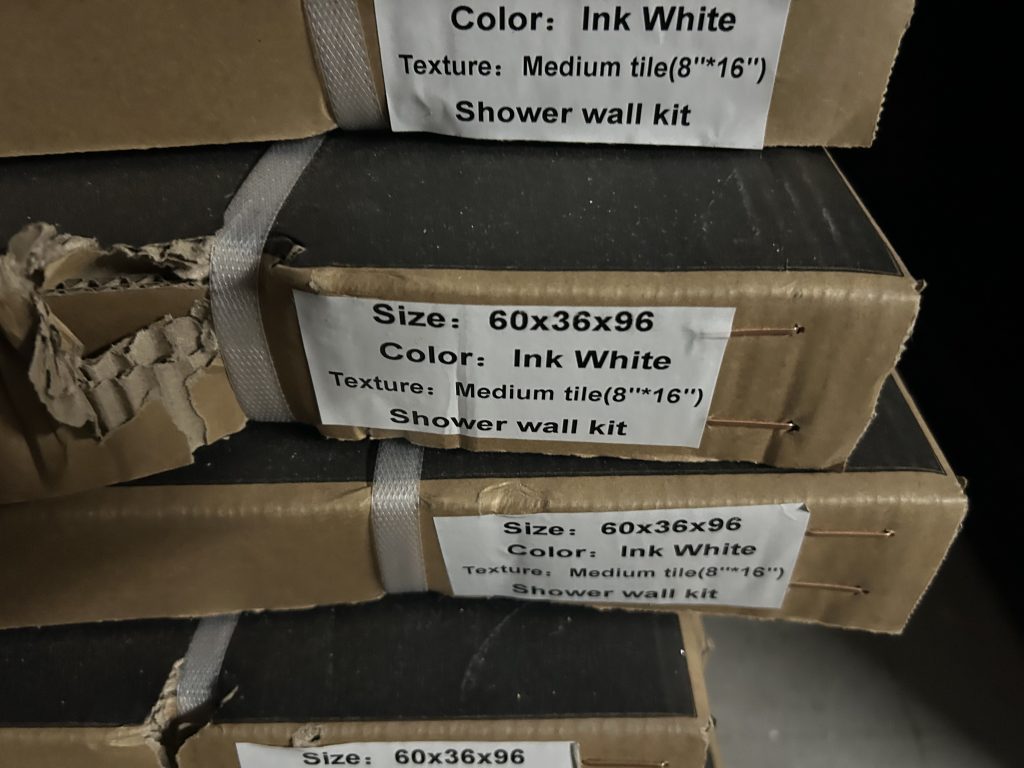 Color： Ink White
Texture： Medium tile(8"*16")
Shower wall kit
Size： 60x36x96
Color： Ink White
Texture： Medium tile(8"*16")
Shower wall kit
Size： 60x36x96
Color： Ink White
Texture： Medium tile(8"*16")
Shower wall kit
Size： 60x36x96